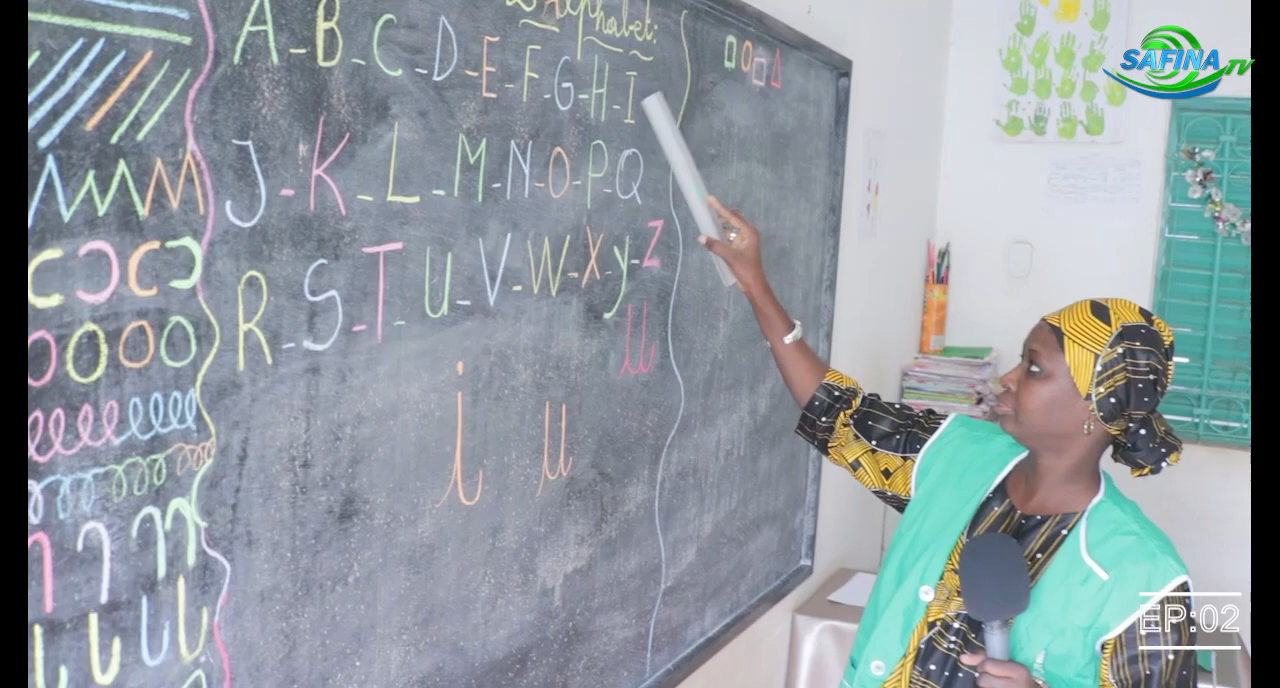 L'Alphabet:
A - B - C - D - E - F - G - H - I
J - K - L - M - N - O - P - Q
R - S - T - U - V - W - X - y - Z
u
i u
SAFINA TV
EP:02